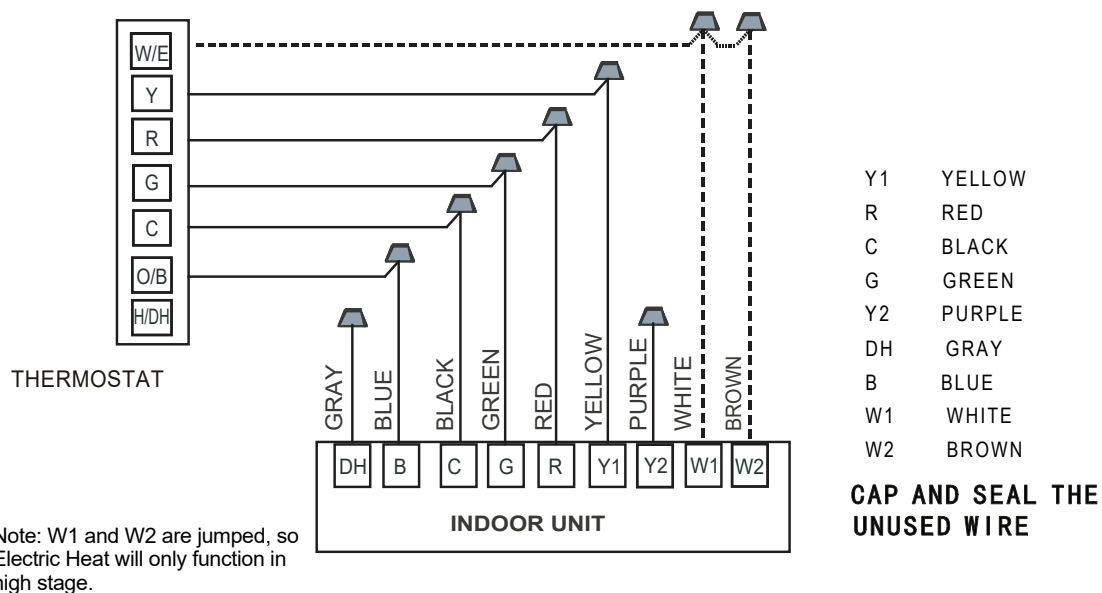 W/E
Y
R
G
C
O/B
H/DH
THERMOSTAT
GRAY
BLUE
BLACK
GREEN
RED
YELLOW
PURPLE
WHITE
BROWN
DH B C G R Y1 Y2 W1 W2
INDOOR UNIT
Note: W1 and W2 are jumped, so
Electric Heat will only function in
high stage.
Y1 YELLOW
R RED
C BLACK
G GREEN
Y2 PURPLE
DH GRAY
B BLUE
W1 WHITE
W2 BROWN
CAP AND SEAL THE
UNUSED WIRE